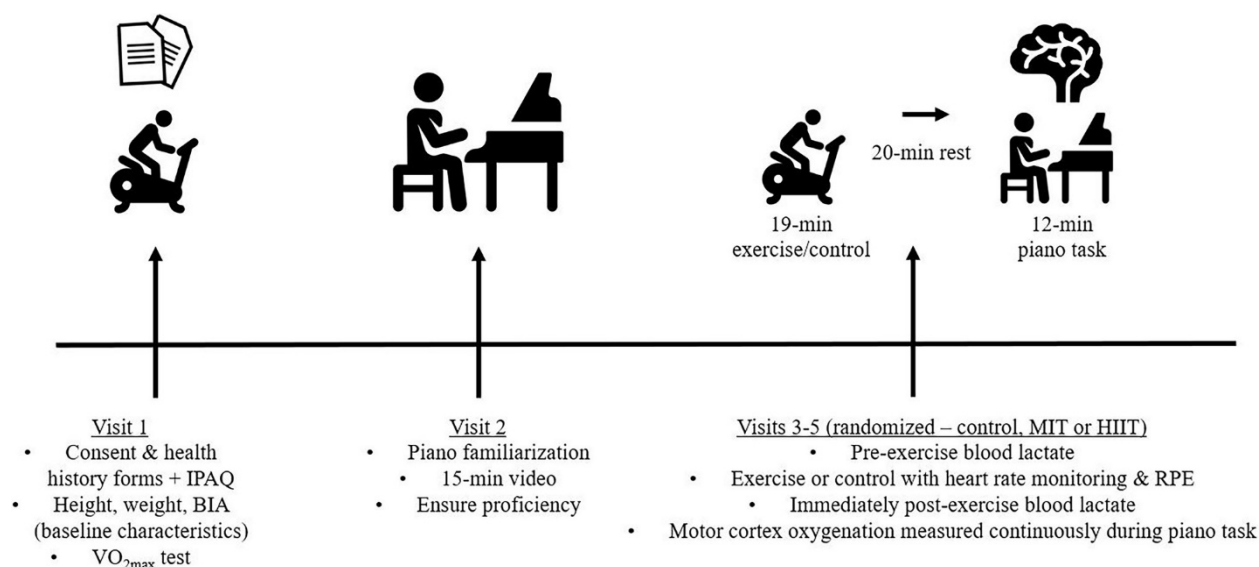 20-min rest
19-min
exercise/control
12-min
piano task
Visit 1
• Consent & health
history forms + IPAQ
• Height, weight, BIA
(baseline characteristics)
• VO₂max test
Visit 2
• Piano familiarization
• 15-min video
• Ensure proficiency
Visits 3-5 (randomized – control, MIT or HIIT)
• Pre-exercise blood lactate
• Exercise or control with heart rate monitoring & RPE
• Immediately post-exercise blood lactate
• Motor cortex oxygenation measured continuously during piano task